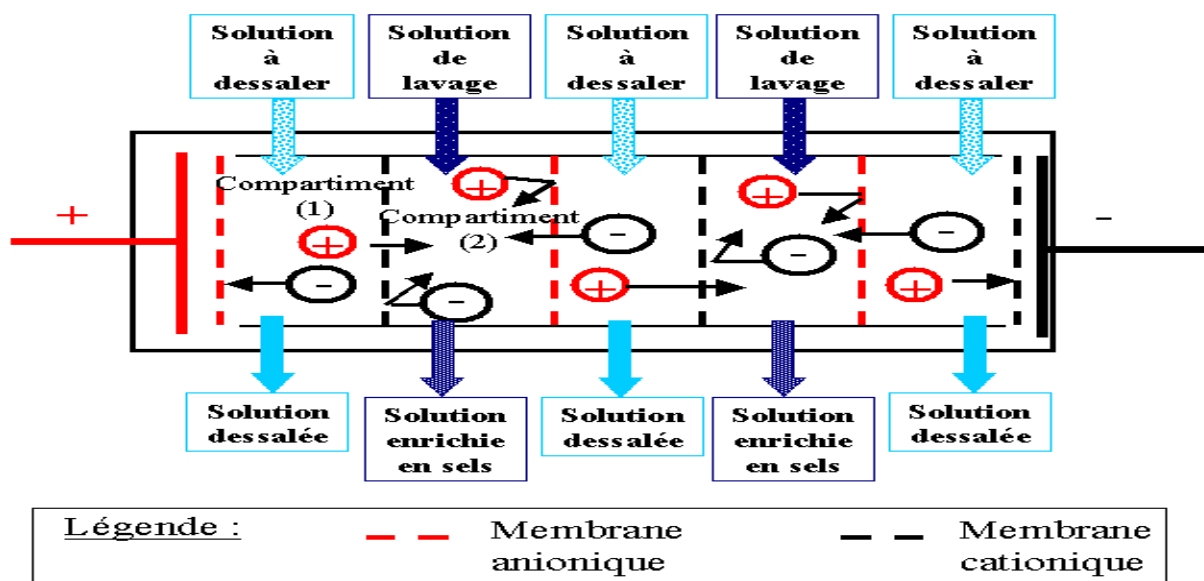 Solution
à
dessaler
Solution
de
lavage
Solution
à
dessaler
Solution
de
lavage
Solution
à
dessaler
+
-
Compartiment
(1)
Compartiment
(2)
+
+
-
+
-
-
-
+
-
+
Solution
dessalée
Solution
enrichie
en sels
Solution
dessalée
Solution
enrichie
en sels
Solution
dessalée
Légende :
Membrane
anionique
Membrane
cationique